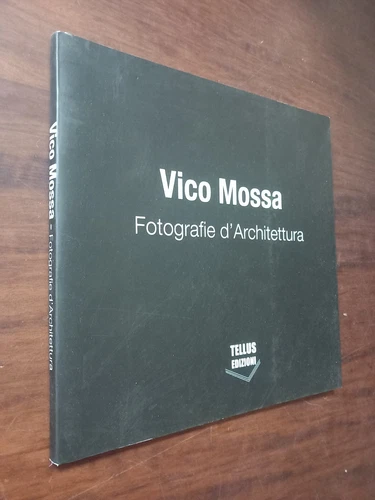 Vico Mossa
Fotografie d'Architettura
TELLUS
EDIZIONI
Vico Mossa - Fotografie d'Architettura